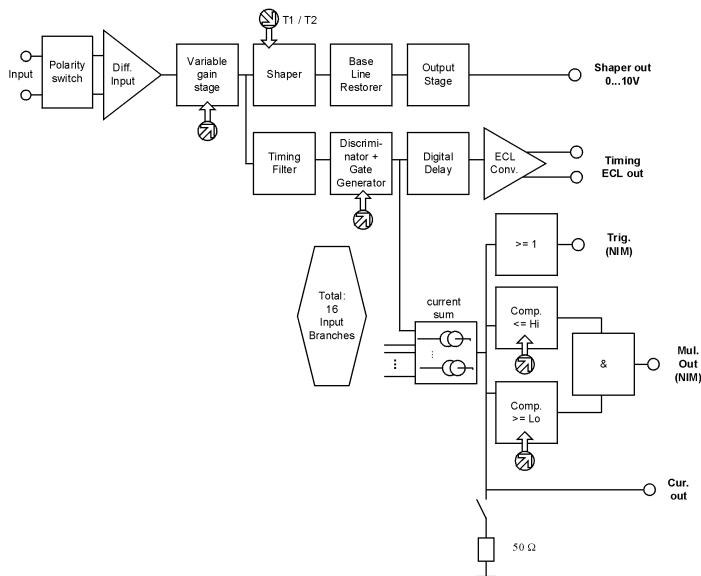 T1 / T2
Input
Polarity
switch
Diff.
Input
Variable
gain
stage
Shaper
Base
Line
Restorer
Output
Stage
Shaper out
0...10V
Timing
Filter
Discrimi-
nator +
Gate
Generator
Digital
Delay
ECL
Conv.
Timing
ECL out
>= 1
Trig.
(NIM)
Total:
16
Input
Branches
current
sum
Comp.
<= Hi
&
Mul.
Out
(NIM)
Comp.
>= Lo
Cur.
out
50 Ω